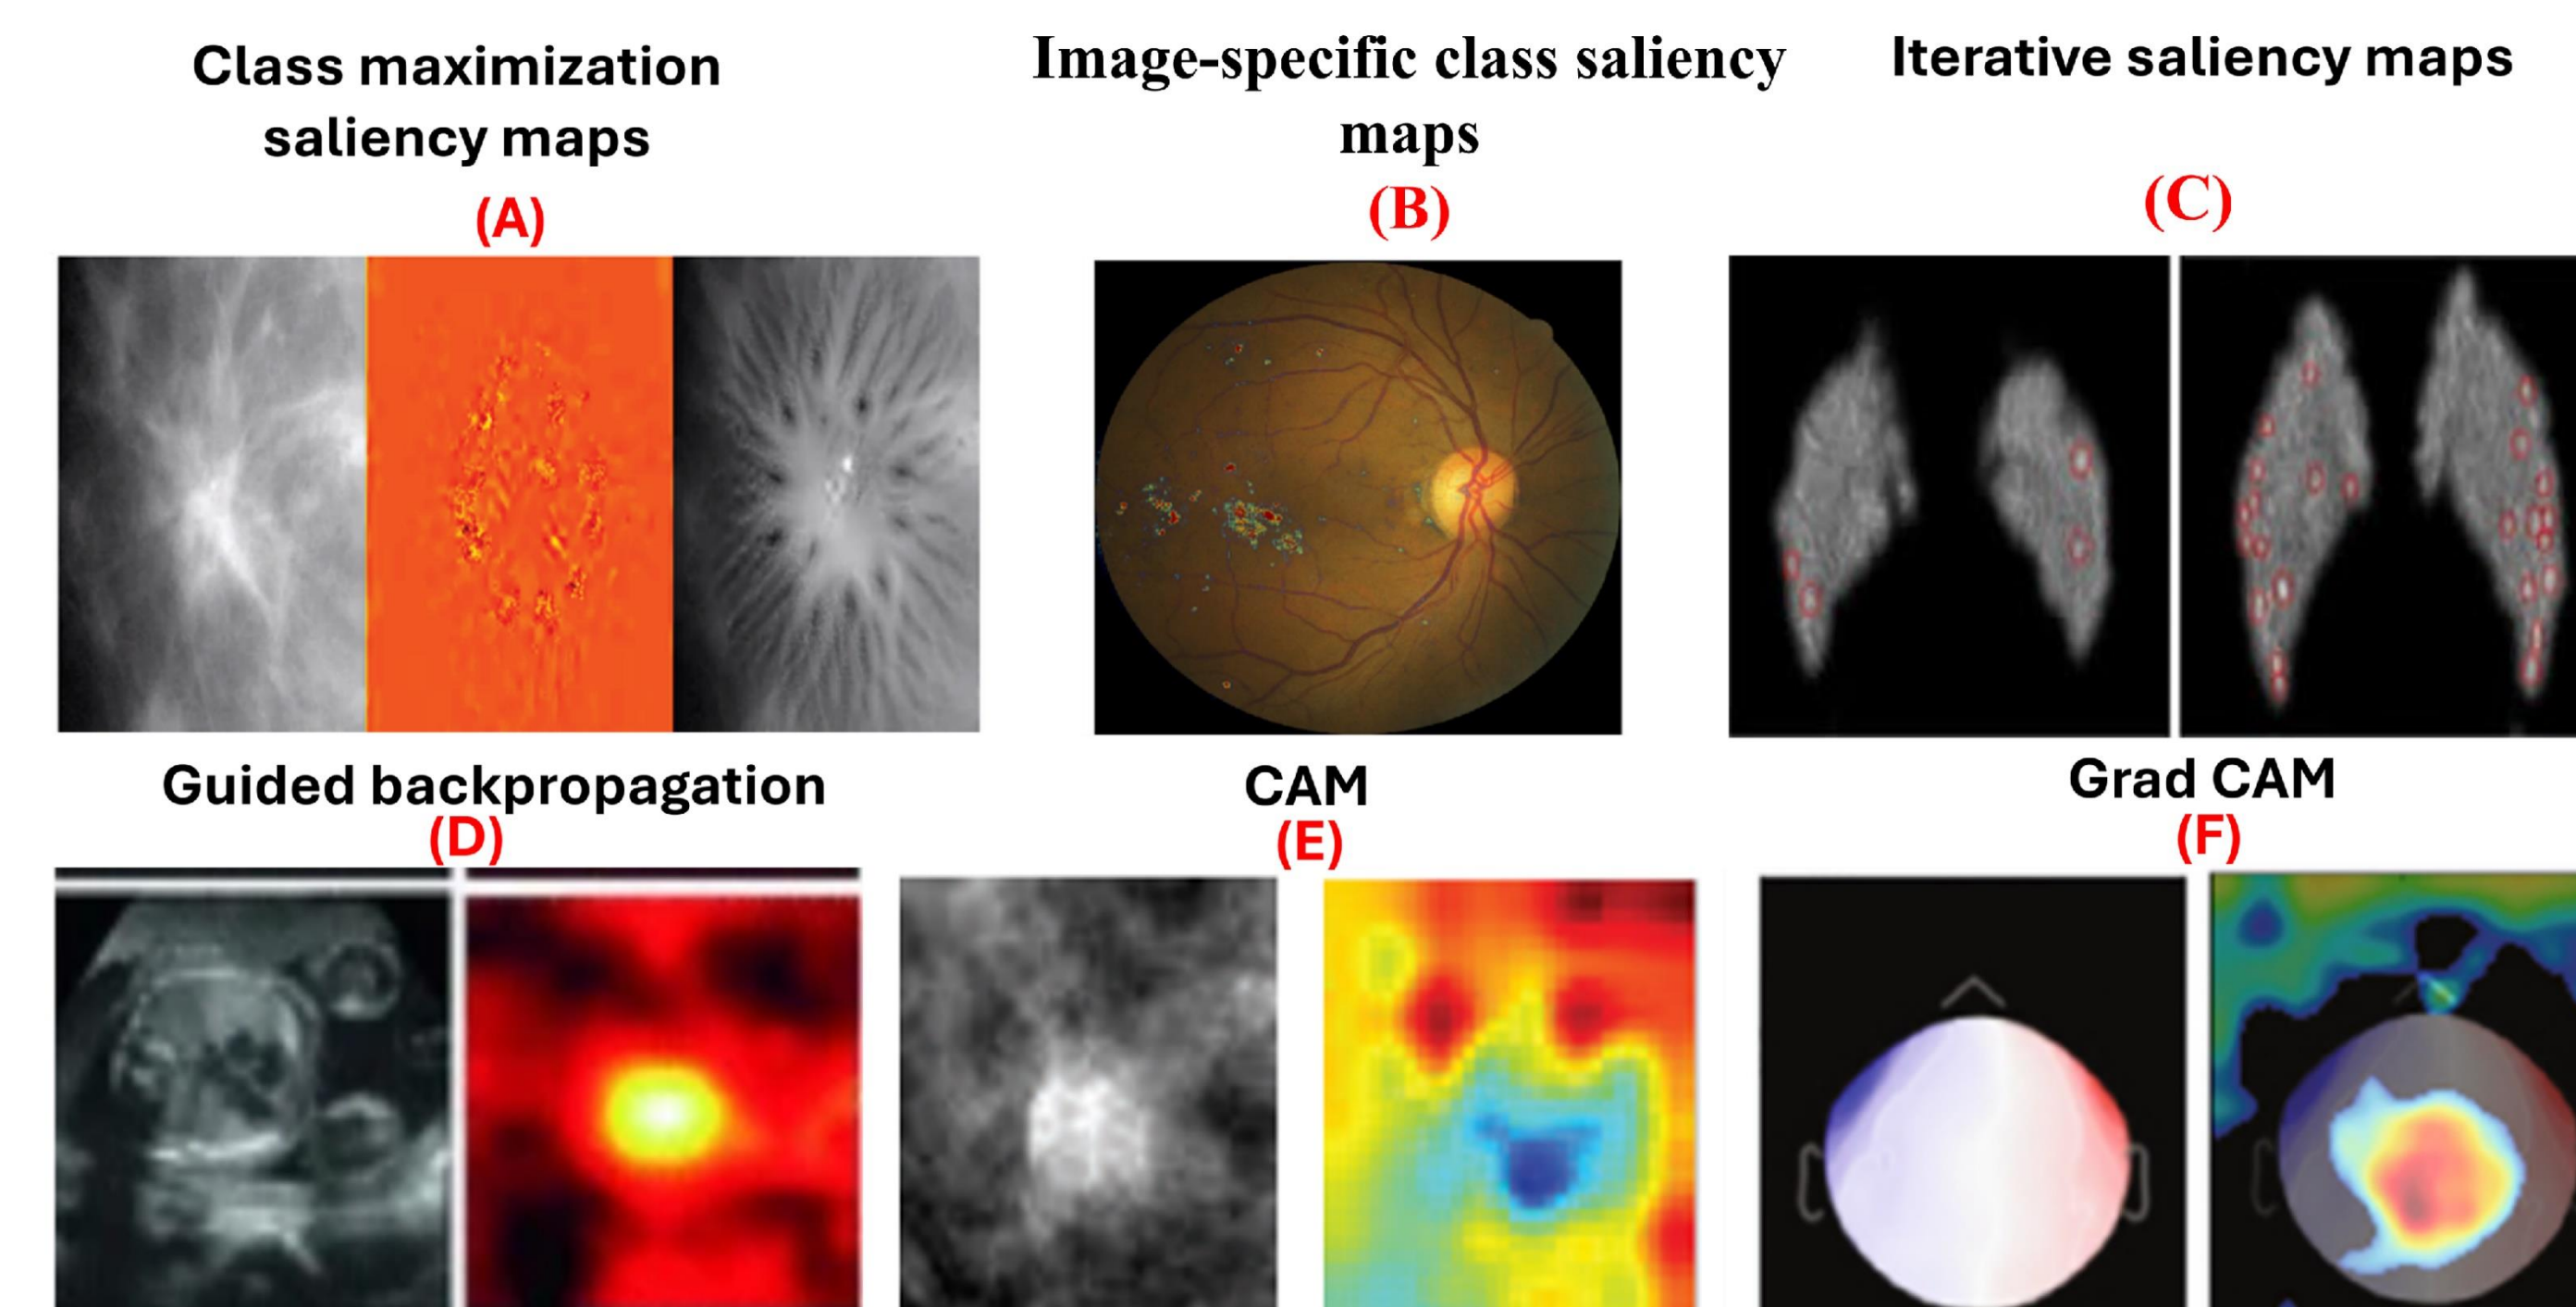 Class maximization
saliency maps
(A)
Image-specific class saliency
maps
(B)
Iterative saliency maps
(C)
Guided backpropagation
(D)
CAM
(E)
Grad CAM
(F)